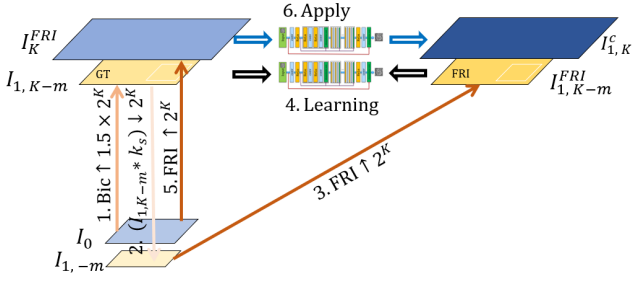 6. Apply
I_K^{FRI}
I_{1,K}^c
GT
FRI
I_{1,K-m}
I_{1,K-m}^{FRI}
4. Learning
1. Bic ↑ 1.5 × 2^K
2. (I_{1,K-m} * k_s) ↓ 2^K
5. FRI ↑ 2^K
3. FRI ↑ 2^K
I_0
I_{1,-m}